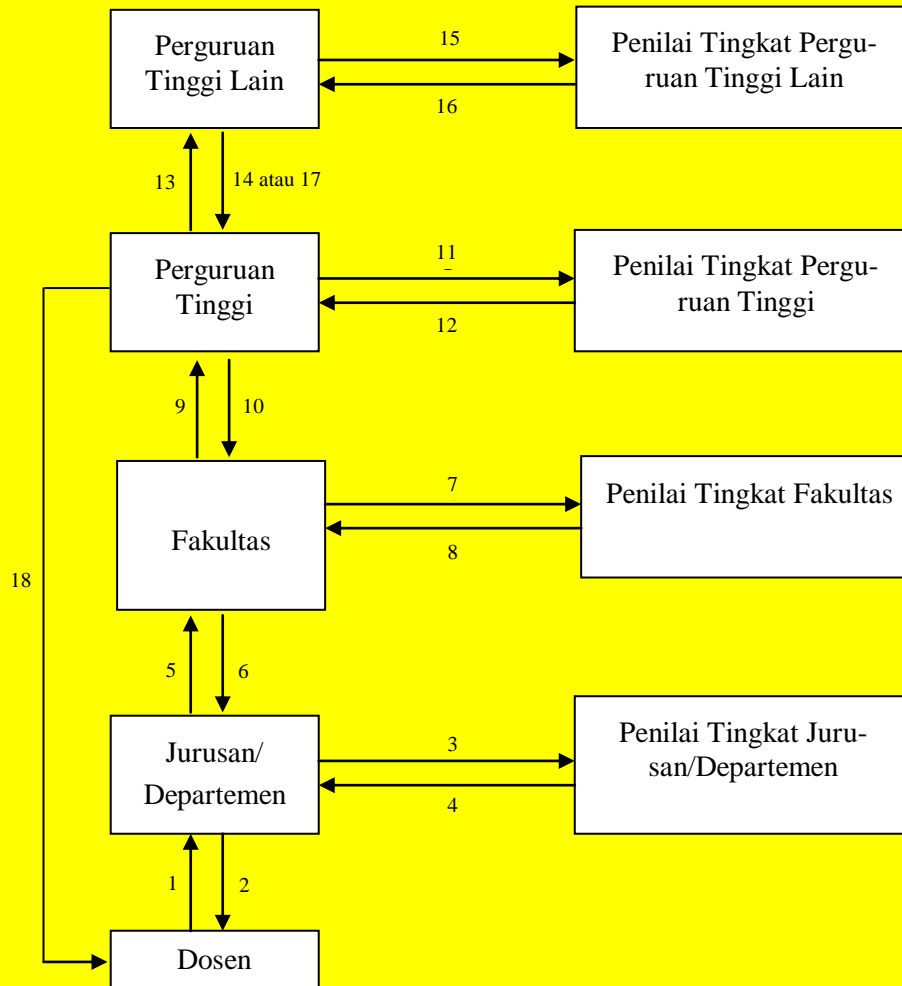 Perguruan
Tinggi Lain
15
16
Penilai Tingkat Pergu-
ruan Tinggi Lain
13
14 atau 17
Perguruan
Tinggi
11
12
Penilai Tingkat Pergu-
ruan Tinggi
9
10
Fakultas
7
8
Penilai Tingkat Fakultas
18
5
6
Jurusan/
Departemen
3
4
Penilai Tingkat Juru-
san/Departemen
1
2
Dosen